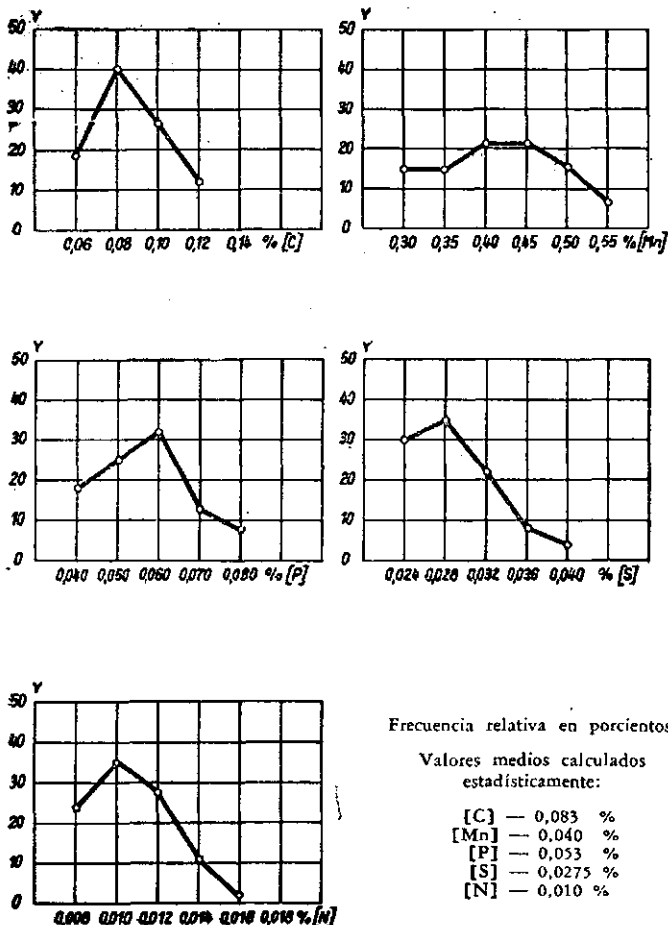 Y
50
40
30
20
10
0
0,06 0,08 0,10 0,12 0,14 % [C]
Y
50
40
30
20
10
0
0,30 0,35 0,40 0,45 0,50 0,55 % [Mn]
Y
50
40
30
20
10
0
0,040 0,050 0,060 0,070 0,080 % [P]
Y
50
40
30
20
10
0
0,024 0,028 0,032 0,036 0,040 % [S]
Y
50
40
30
20
10
0
0,008 0,010 0,012 0,014 0,016 0,018 % [N]
Frecuencia relativa en porcientos
Valores medios calculados
estadísticamente:
[C] — 0,083 %
[Mn] — 0,040 %
[P] — 0,053 %
[S] — 0,0275 %
[N] — 0,010 %